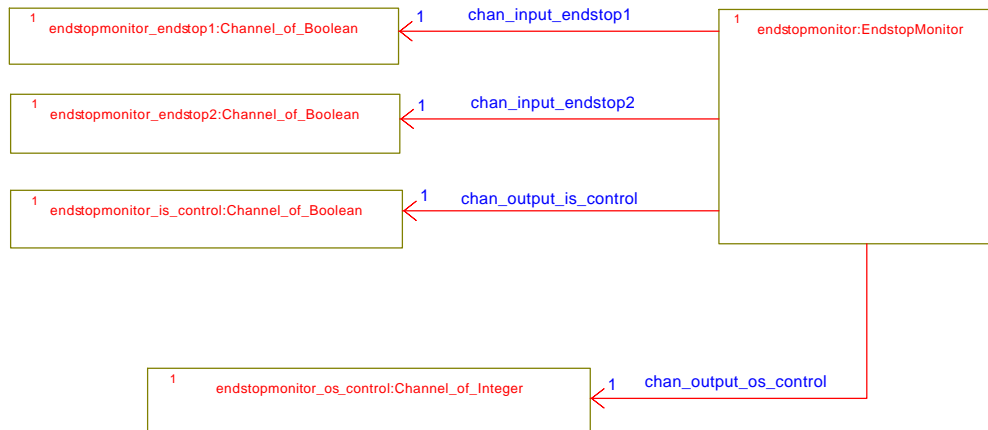 1 endstopmonitor_endstop1:Channel_of_Boolean
1 chan_input_endstop1
1 endstopmonitor:EndstopMonitor
1 endstopmonitor_endstop2:Channel_of_Boolean
1 chan_input_endstop2
1 endstopmonitor_is_control:Channel_of_Boolean
1 chan_output_is_control
1 endstopmonitor_os_control:Channel_of_Integer
1 chan_output_os_control